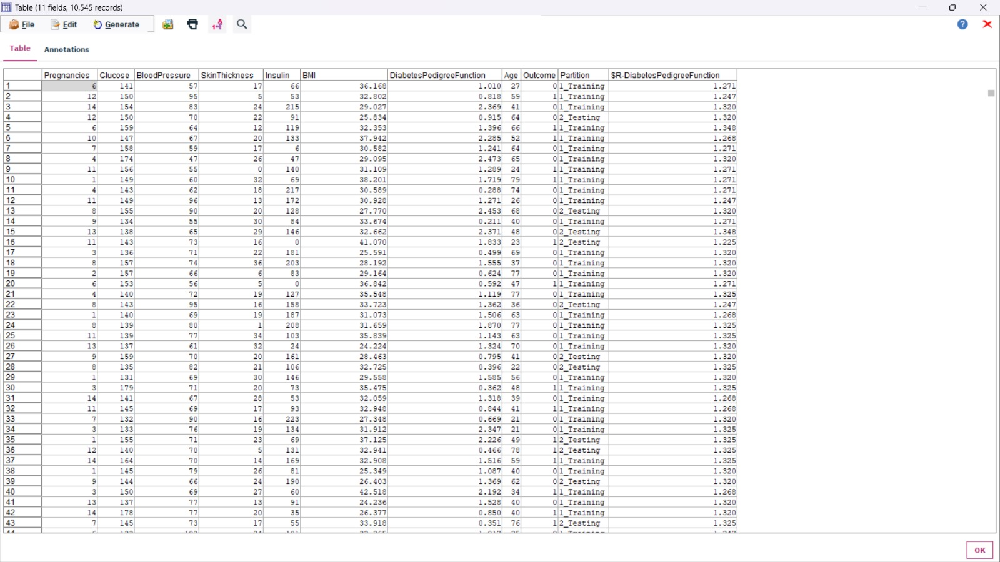 Table (11 fields, 10,545 records)
File Edit Generate
Table Annotations
Pregnancies Glucose BloodPressure SkinThickness Insulin BMI DiabetesPedigreeFunction Age Outcome Partition $R-DiabetesPedigreeFunction
1 6 141 57 17 66 36.168 1.010 27 0 1_Training 1.271
2 12 150 95 5 53 32.802 0.818 59 1 1_Training 1.247
3 14 154 83 24 215 29.027 2.369 41 0 1_Training 1.320
4 12 150 70 22 91 25.834 0.915 64 0 2_Testing 1.320
5 6 159 64 12 119 32.353 1.396 66 1 1_Training 1.348
6 10 147 67 20 133 37.942 2.285 52 1 1_Training 1.268
7 7 158 59 17 6 30.582 1.241 64 0 1_Training 1.271
8 4 174 47 26 47 29.095 2.473 65 0 1_Training 1.320
9 11 156 55 0 140 31.109 1.289 24 1 1_Training 1.271
10 1 149 60 32 69 38.201 1.719 79 1 1_Training 1.271
11 4 143 62 18 217 30.589 0.288 74 0 1_Training 1.271
12 11 149 96 13 172 30.928 1.271 26 0 1_Training 1.247
13 8 155 90 20 128 27.770 2.453 68 0 2_Testing 1.320
14 9 134 55 30 84 33.674 0.211 40 0 1_Training 1.271
15 13 138 65 29 146 32.662 2.371 48 0 2_Testing 1.348
16 11 143 73 16 0 41.070 1.833 23 1 2_Testing 1.225
17 3 136 71 22 181 25.591 0.499 69 0 1_Training 1.320
18 8 157 74 36 203 28.192 1.555 37 0 1_Training 1.320
19 2 157 66 6 83 29.164 0.624 77 0 1_Training 1.320
20 6 153 56 5 0 36.842 0.592 47 1 1_Training 1.271
21 4 140 72 19 127 35.548 1.119 77 0 1_Training 1.325
22 8 143 95 16 158 33.723 1.362 36 0 2_Testing 1.247
23 1 140 69 19 187 31.073 1.506 63 0 1_Training 1.268
24 8 139 80 1 208 31.659 1.870 77 0 1_Training 1.325
25 11 139 77 34 103 35.839 1.143 63 0 1_Training 1.325
26 13 137 61 32 24 24.224 1.324 70 0 1_Training 1.320
27 9 159 70 20 161 28.463 0.795 41 0 2_Testing 1.320
28 8 135 82 21 106 32.725 0.396 22 0 2_Testing 1.325
29 1 131 69 30 146 29.558 1.585 56 0 1_Training 1.320
30 3 179 71 20 73 35.475 0.362 48 1 1_Training 1.325
31 14 141 67 28 53 32.059 1.318 39 0 1_Training 1.268
32 11 145 69 17 93 32.948 0.844 41 1 1_Training 1.268
33 7 132 90 16 223 27.348 0.669 21 0 1_Training 1.320
34 3 133 76 19 134 31.912 2.347 21 0 1_Training 1.325
35 1 155 71 23 69 37.125 2.226 49 1 2_Testing 1.325
36 12 140 70 5 131 32.941 0.466 78 1 2_Testing 1.325
37 14 164 70 14 169 32.908 1.516 59 1 1_Training 1.325
38 1 145 79 26 81 25.349 1.087 40 0 1_Training 1.320
39 9 144 66 24 190 26.403 1.369 62 0 2_Testing 1.320
40 3 150 69 27 60 42.518 2.192 34 1 1_Training 1.268
41 13 137 77 13 91 24.236 1.528 40 0 1_Training 1.320
42 14 178 77 20 35 26.377 0.850 40 1 1_Training 1.320
43 7 145 73 17 55 33.918 0.351 76 1 2_Testing 1.325
OK